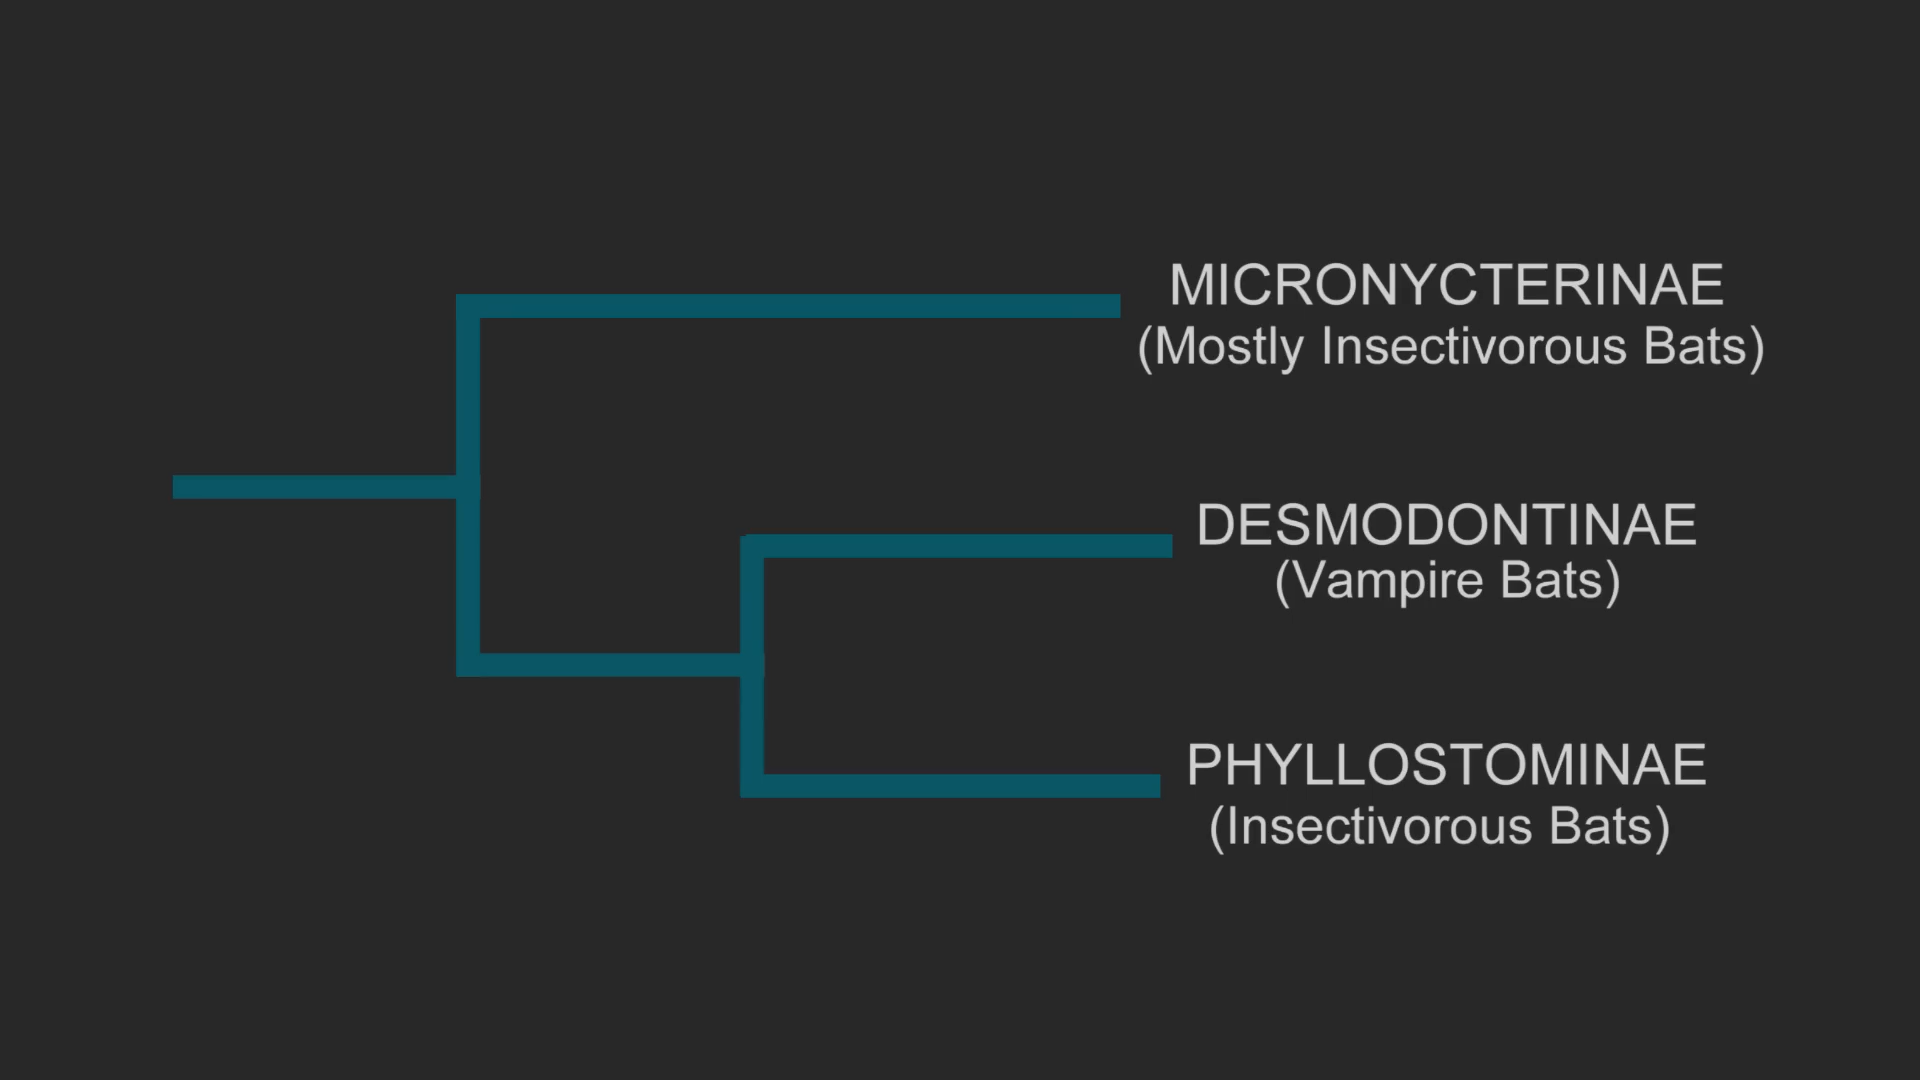 MICRONYCTERINAE
(Mostly Insectivorous Bats)
DESMODONTINAE
(Vampire Bats)
PHYLLOSTOMINAE
(Insectivorous Bats)